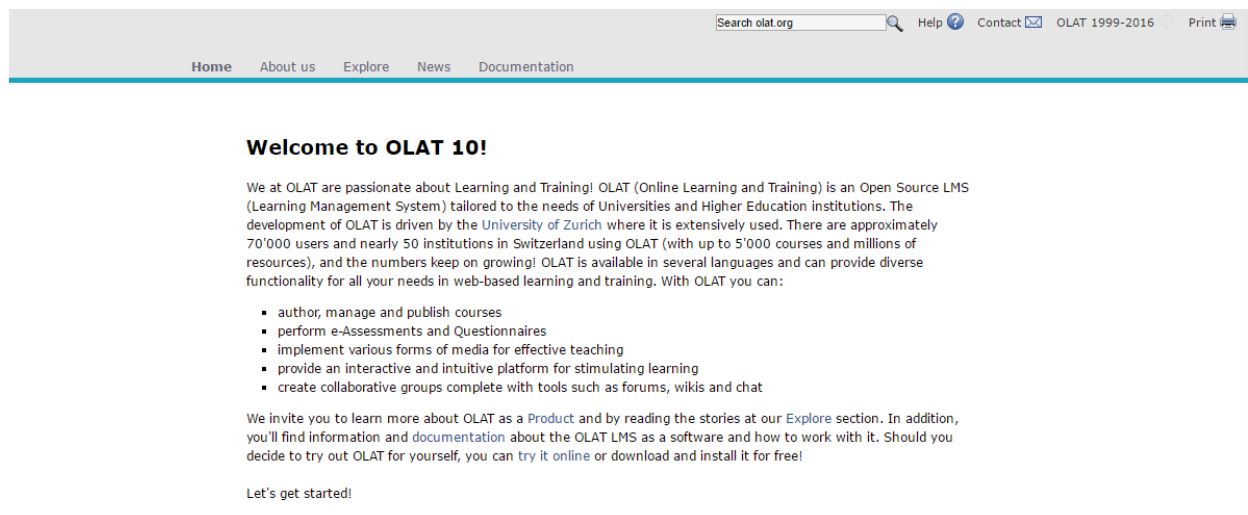 Search olat.org Help Contact OLAT 1999-2016 Print
Home About us Explore News Documentation
Welcome to OLAT 10!
We at OLAT are passionate about Learning and Training! OLAT (Online Learning and Training) is an Open Source LMS
(Learning Management System) tailored to the needs of Universities and Higher Education institutions. The
development of OLAT is driven by the University of Zurich where it is extensively used. There are approximately
70'000 users and nearly 50 institutions in Switzerland using OLAT (with up to 5'000 courses and millions of
resources), and the numbers keep on growing! OLAT is available in several languages and can provide diverse
functionality for all your needs in web-based learning and training. With OLAT you can:
▪ author, manage and publish courses
▪ perform e-Assessments and Questionnaires
▪ implement various forms of media for effective teaching
▪ provide an interactive and intuitive platform for stimulating learning
▪ create collaborative groups complete with tools such as forums, wikis and chat
We invite you to learn more about OLAT as a Product and by reading the stories at our Explore section. In addition,
you'll find information and documentation about the OLAT LMS as a software and how to work with it. Should you
decide to try out OLAT for yourself, you can try it online or download and install it for free!
Let's get started!